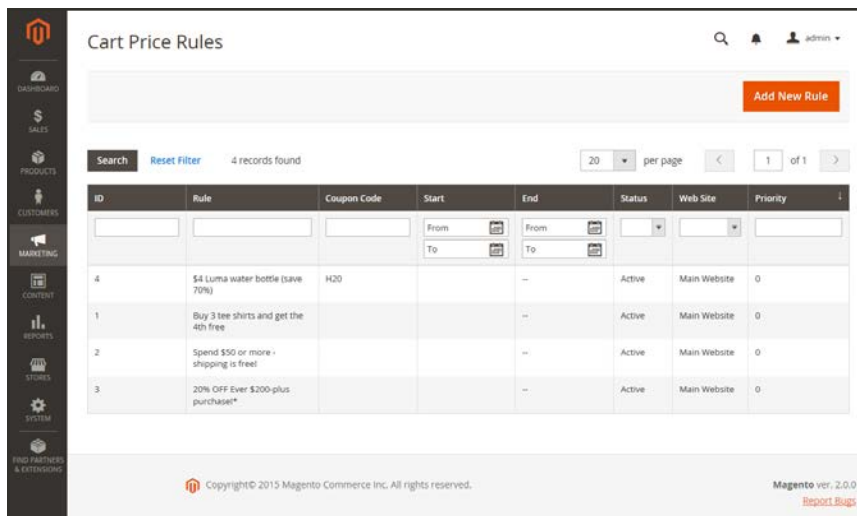 Cart Price Rules
admin
DASHBOARD
SALES
PRODUCTS
CUSTOMERS
MARKETING
CONTENT
REPORTS
STORES
SYSTEM
FIND PARTNERS
& EXTENSIONS
Add New Rule
Search Reset Filter 4 records found 20 per page 1 of 1
ID Rule Coupon Code Start End Status Web Site Priority
From From
To To
4 $4 Luma water bottle (save H20 -- Active Main Website 0
70%)
1 Buy 3 tee shirts and get the -- Active Main Website 0
4th free
2 Spend $50 or more - -- Active Main Website 0
shipping is free!
3 20% OFF Ever $200-plus -- Active Main Website 0
purchase!*
Copyright© 2015 Magento Commerce Inc. All rights reserved.
Magento ver. 2.0.0
Report Bugs